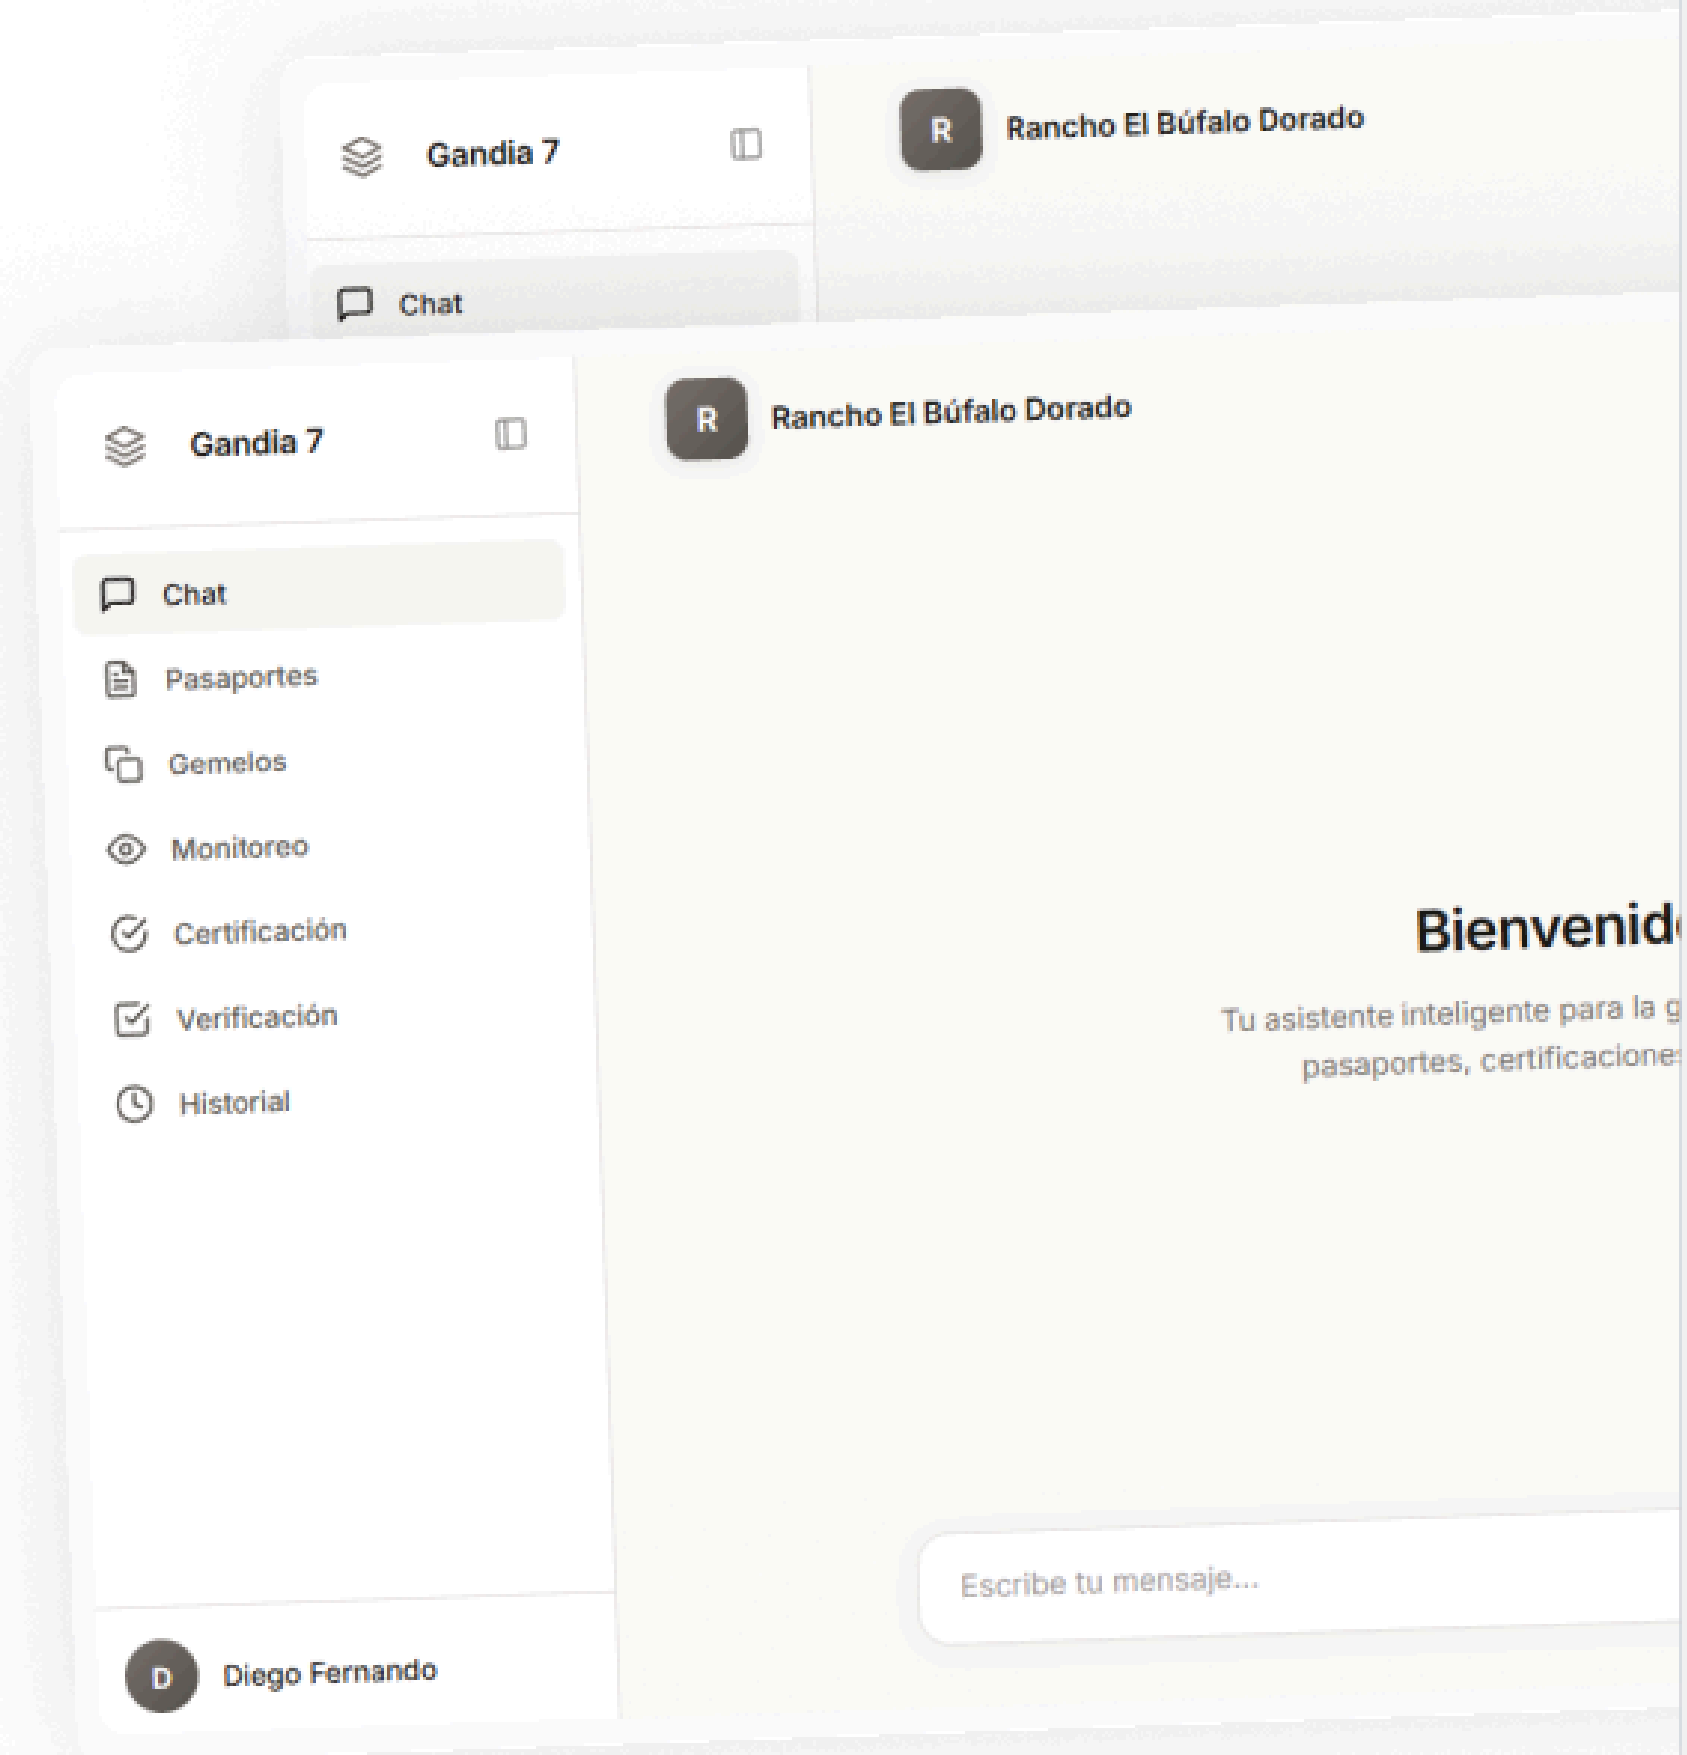 Gandia 7
R
Rancho El Búfalo Dorado
Chat
Gandia 7
R
Rancho El Búfalo Dorado
Chat
Pasaportes
Gemelos
Monitoreo
Certificación
Verificación
Historial
Tu asistente inteligente para la
pasaportes,
Escribe tu mensaje...
D
Diego Fernando